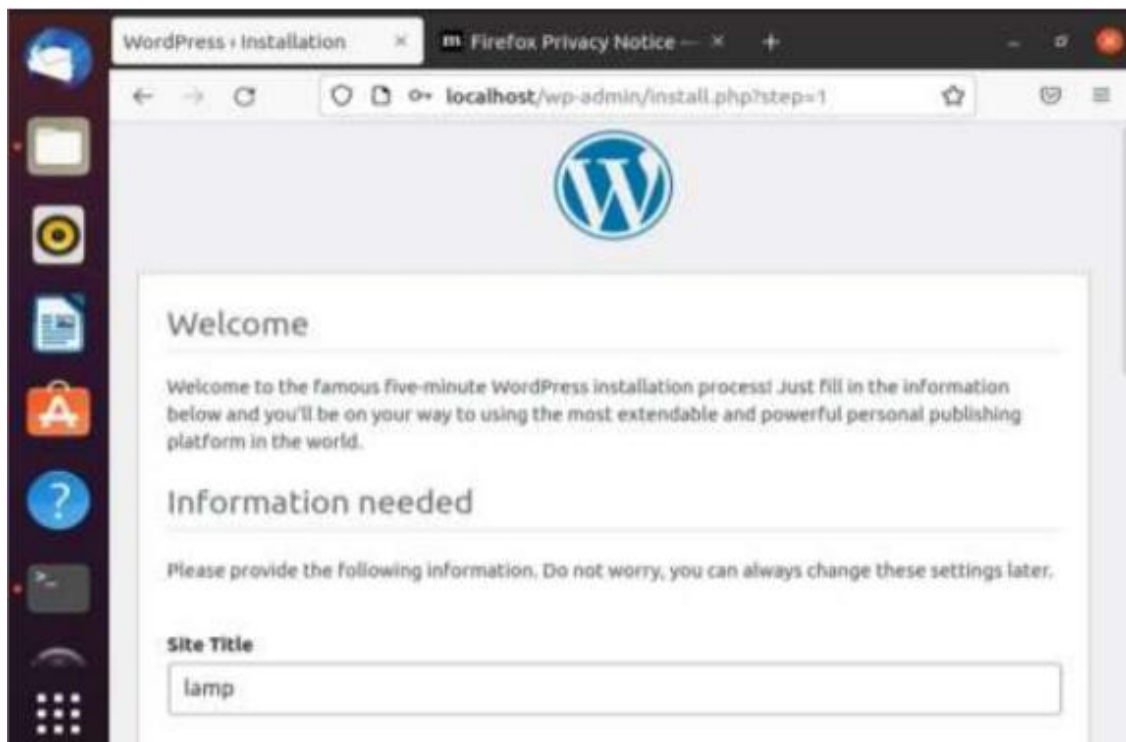 WordPress › Installation
Firefox Privacy Notice —
localhost/wp-admin/install.php?step=1
Welcome
Welcome to the famous five-minute WordPress installation process! Just fill in the information
below and you'll be on your way to using the most extendable and powerful personal publishing
platform in the world.
Information needed
Please provide the following information. Do not worry, you can always change these settings later.
Site Title
lamp